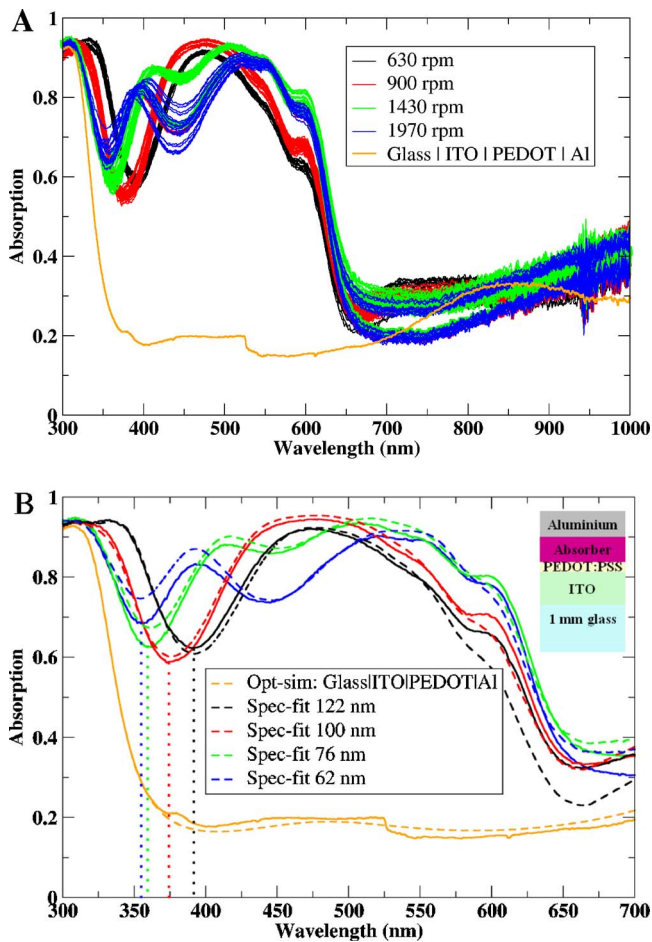 A
1
0.8
0.6
0.4
0.2
0
Absorption
630 rpm
900 rpm
1430 rpm
1970 rpm
Glass | ITO | PEDOT | Al
300 400 500 600 700 800 900 1000
Wavelength (nm)
B
1
0.8
0.6
0.4
0.2
0
Absorption
Aluminium
Absorber
PEDOT:PSS
ITO
1 mm glass
Opt-sim: Glass|ITO|PEDOT|Al
Spec-fit 122 nm
Spec-fit 100 nm
Spec-fit 76 nm
Spec-fit 62 nm
300 350 400 450 500 550 600 650 700
Wavelength (nm)